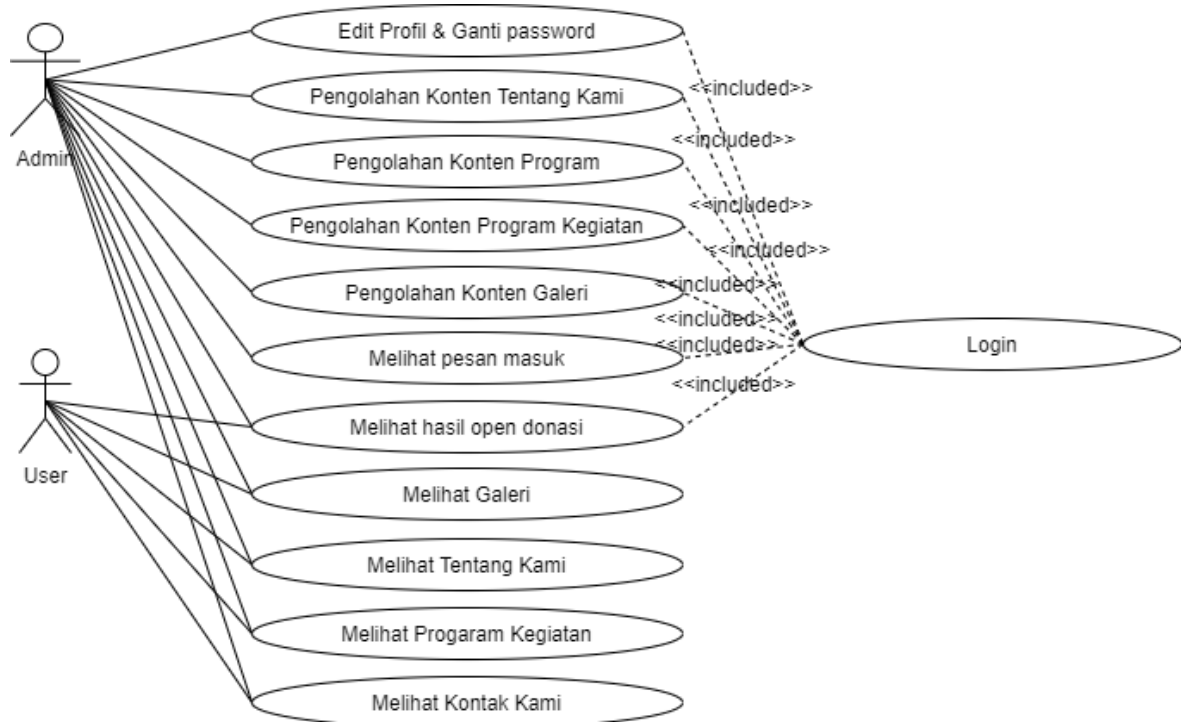 Edit Profil & Ganti password
<<included>>
Pengolahan Konten Tentang Kami
<<included>>
Admin
Pengolahan Konten Program
<<included>>
Pengolahan Konten Program Kegiatan
<<included>>
<<included>>
Pengolahan Konten Galeri
<<included>>
<<included>>
Login
Melihat pesan masuk
<<included>>
Melihat hasil open donasi
User
Melihat Galeri
Melihat Tentang Kami
Melihat Progaram Kegiatan
Melihat Kontak Kami